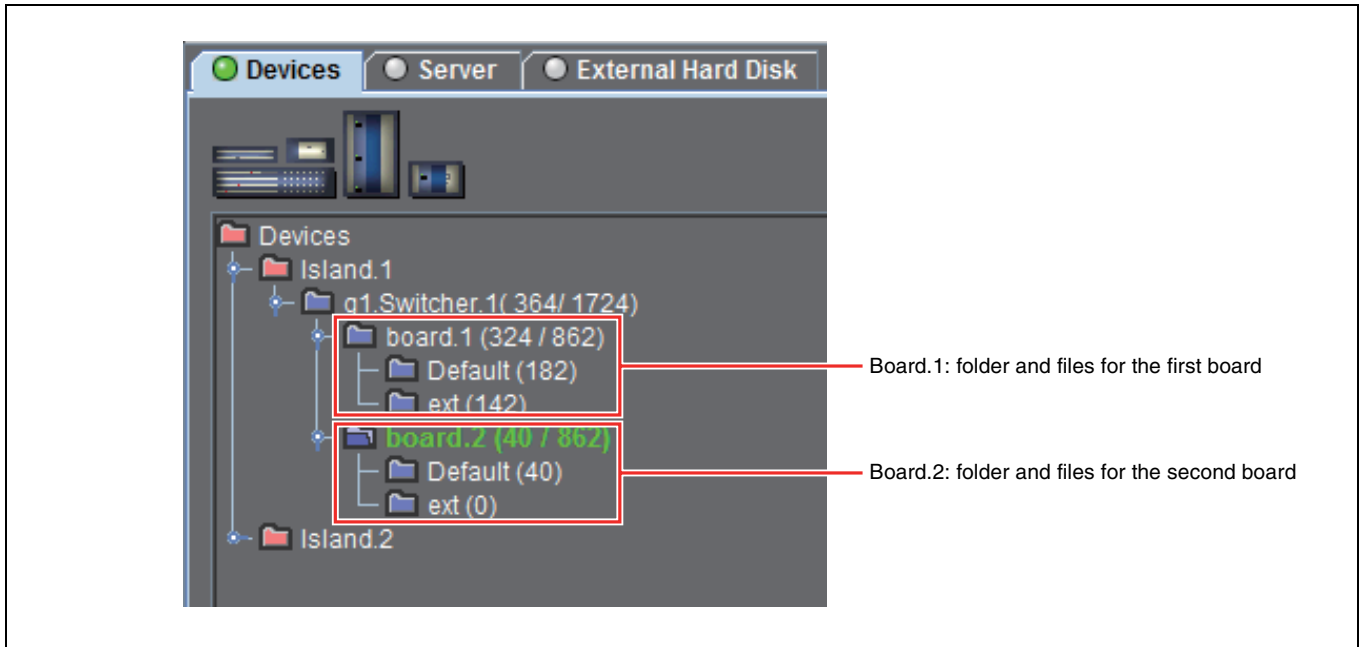 Devices Server External Hard Disk
Devices
Island.1
g1.Switcher.1( 364/ 1724)
board.1 (324 / 862)
Default (182)
ext (142)
board.2 (40 / 862)
Default (40)
ext (0)
Island.2
Board.1: folder and files for the first board
Board.2: folder and files for the second board